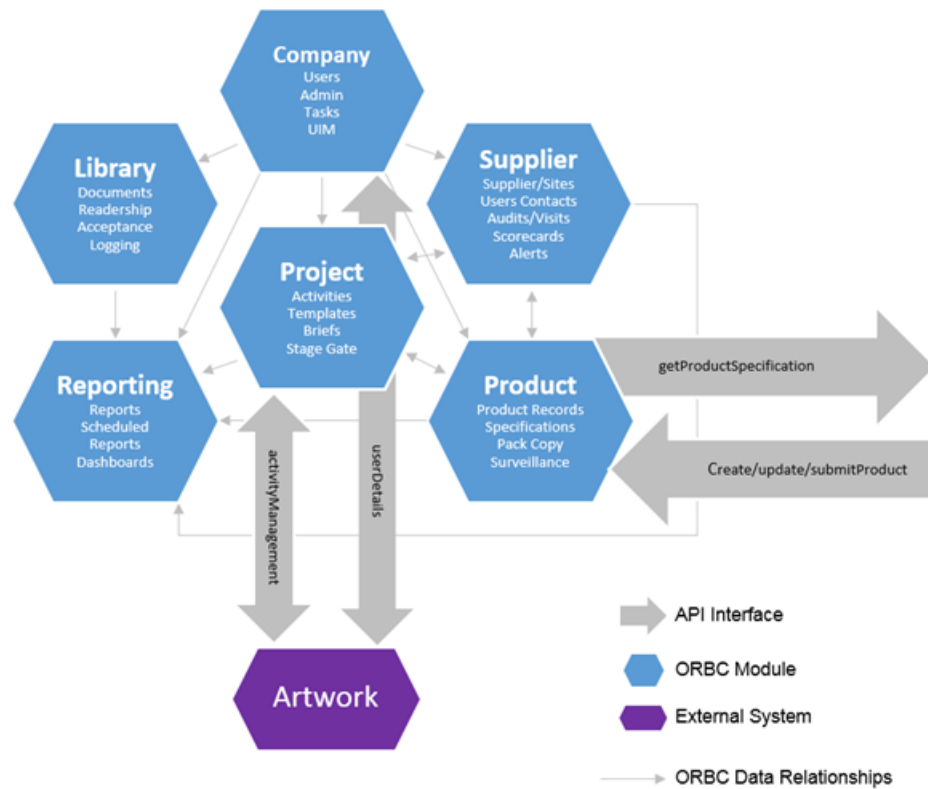 Company
Users
Admin
Tasks
UIM
Library
Documents
Readership
Acceptance
Logging
Supplier
Supplier/Sites
Users Contacts
Audits/Visits
Scorecards
Alerts
Project
Activities
Templates
Briefs
Stage Gate
Reporting
Reports
Scheduled
Reports
Dashboards
Product
Product Records
Specifications
Pack Copy
Surveillance
getProductSpecification
Create/update/submitProduct
activityManagement
userDetails
Artwork
API Interface
ORBC Module
External System
ORBC Data Relationships